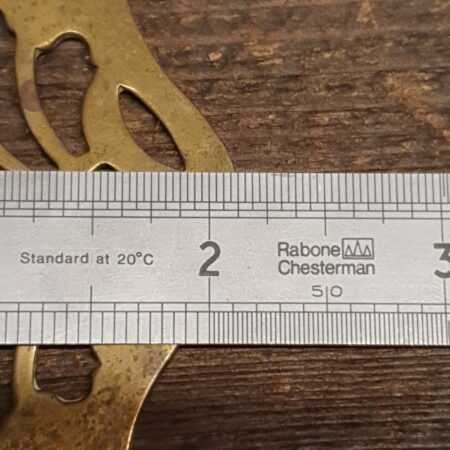 Standard at 20°C
2
Rabone
Chesterman
50
3